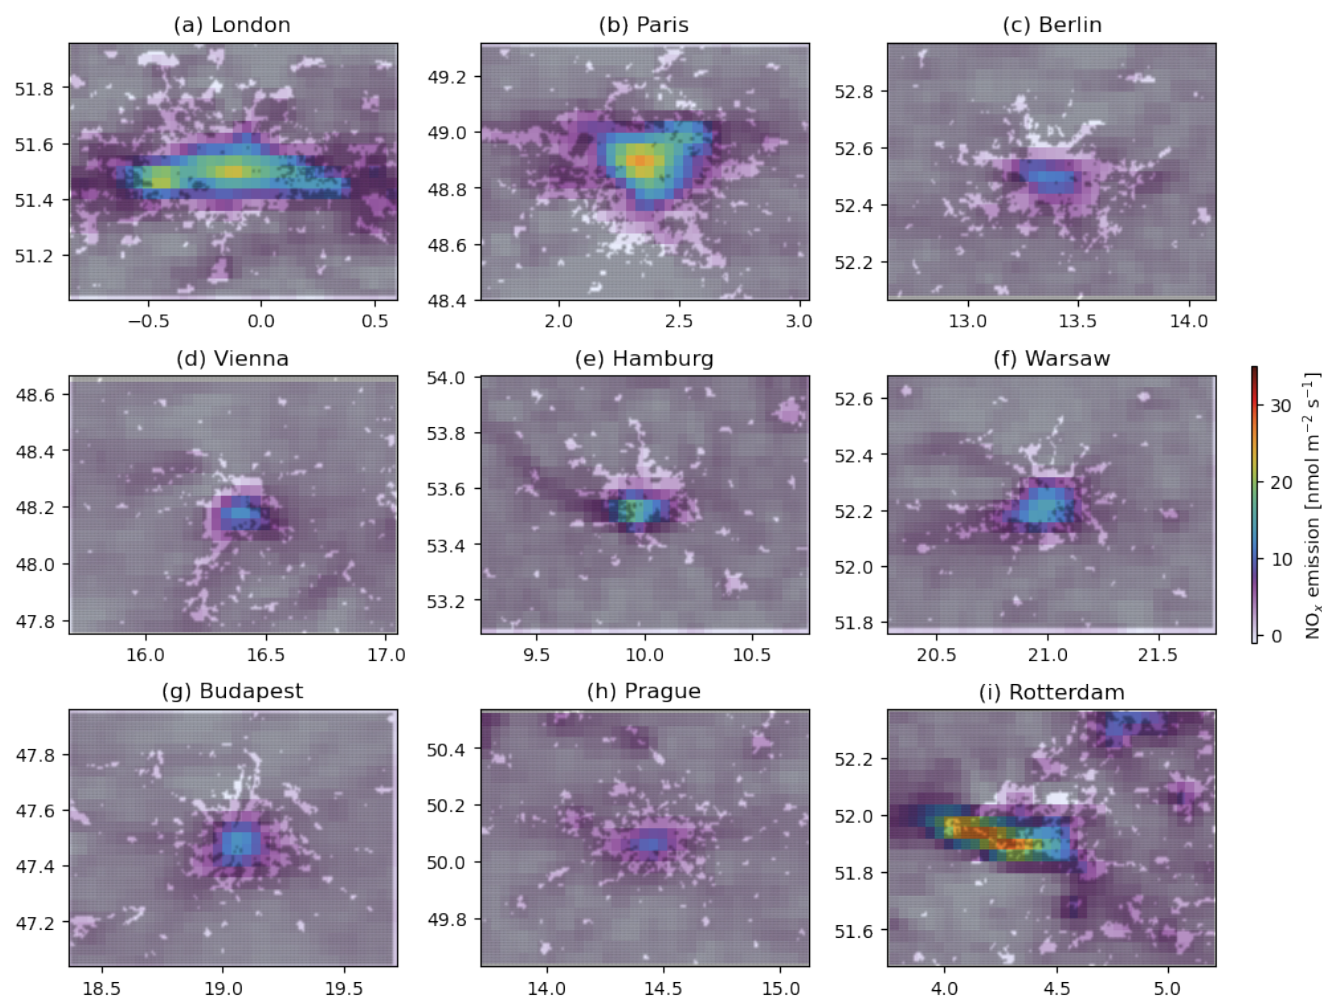 (a) London
(b) Paris
(c) Berlin
51.8
51.6
51.4
51.2
−0.5 0.0 0.5
49.2
49.0
48.8
48.6
48.4
2.0 2.5 3.0
52.8
52.6
52.4
52.2
13.0 13.5 14.0
(d) Vienna
(e) Hamburg
(f) Warsaw
48.6
48.4
48.2
48.0
47.8
16.0 16.5 17.0
54.0
53.8
53.6
53.4
53.2
9.5 10.0 10.5
52.6
52.4
52.2
52.0
51.8
20.5 21.0 21.5
30
20
10
0
NOₓ emission [nmol m⁻² s⁻¹]
(g) Budapest
(h) Prague
(i) Rotterdam
47.8
47.6
47.4
47.2
18.5 19.0 19.5
50.4
50.2
50.0
49.8
14.0 14.5 15.0
52.2
52.0
51.8
51.6
4.0 4.5 5.0